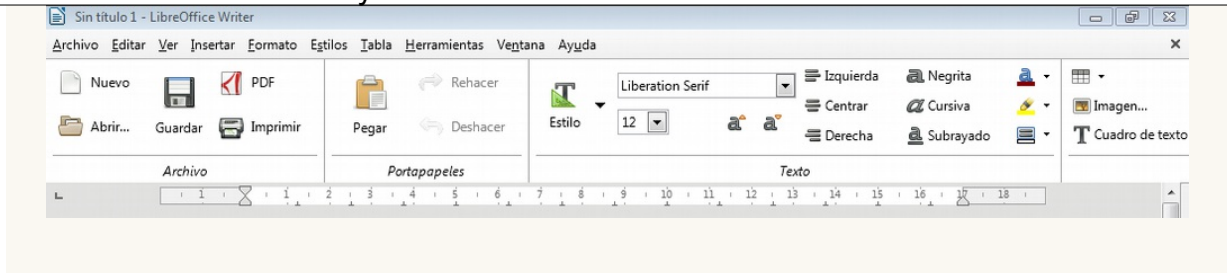 Sin título 1 - LibreOffice Writer
Archivo Editar Ver Insertar Formato Estilos Tabla Herramientas Ventana Ayuda
Nuevo PDF Rehacer Liberation Serif Izquierda Negrita
Guardar Pegar Estilo Centrar Cursiva Imagen...
Abrir... Imprimir Deshacer 12 Derecha Subrayado Cuadro de texto
Archivo Portapapeles Texto
1 1 2 3 4 5 6 7 8 9 10 11 12 13 14 15 16 17 18